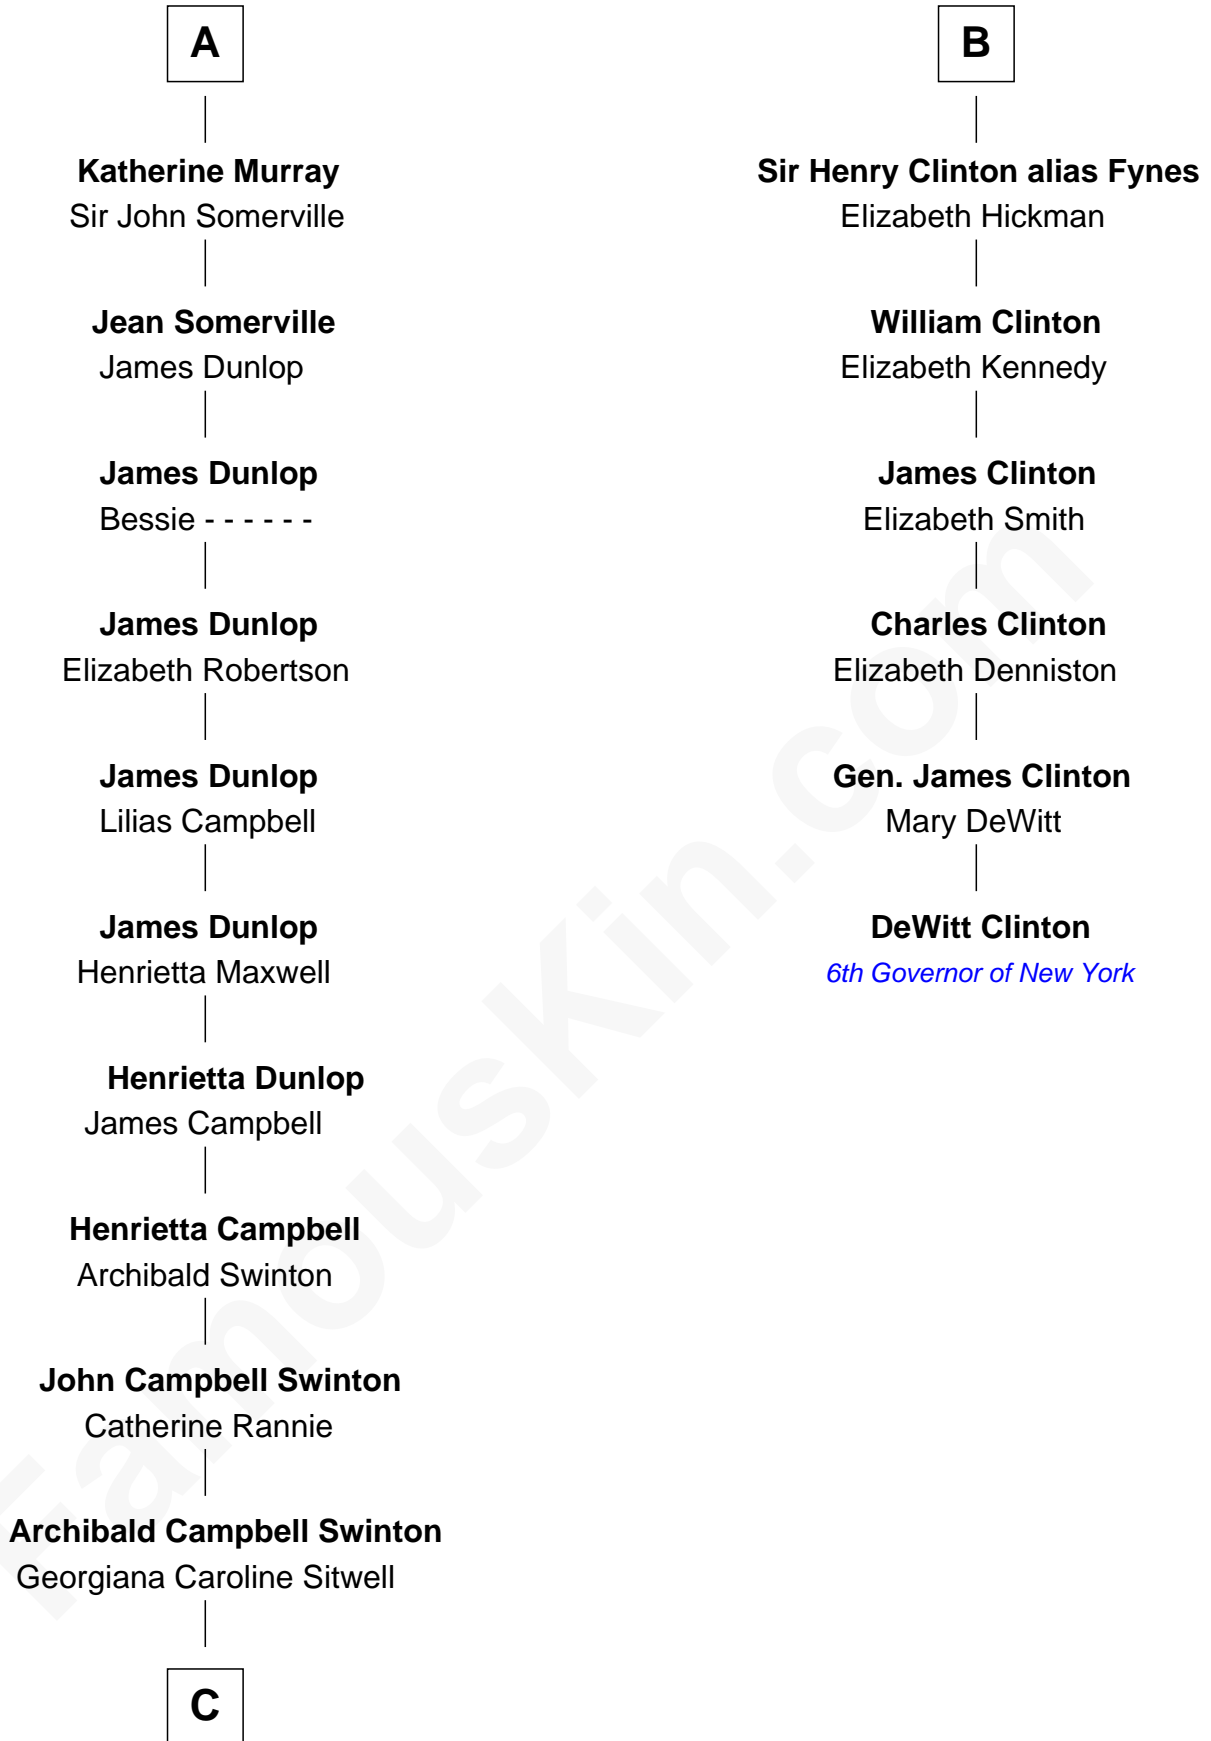 A
Katherine Murray
Sir John Somerville
Jean Somerville
James Dunlop
James Dunlop
Bessie - - - - - -
James Dunlop
Elizabeth Robertson
James Dunlop
Lilias Campbell
James Dunlop
Henrietta Maxwell
Henrietta Dunlop
James Campbell
Henrietta Campbell
Archibald Swinton
John Campbell Swinton
Catherine Rannie
Archibald Campbell Swinton
Georgiana Caroline Sitwell
C
B
Sir Henry Clinton alias Fynes
Elizabeth Hickman
William Clinton
Elizabeth Kennedy
James Clinton
Elizabeth Smith
Charles Clinton
Elizabeth Denniston
Gen. James Clinton
Mary DeWitt
DeWitt Clinton
6th Governor of New York
FamousKin.com